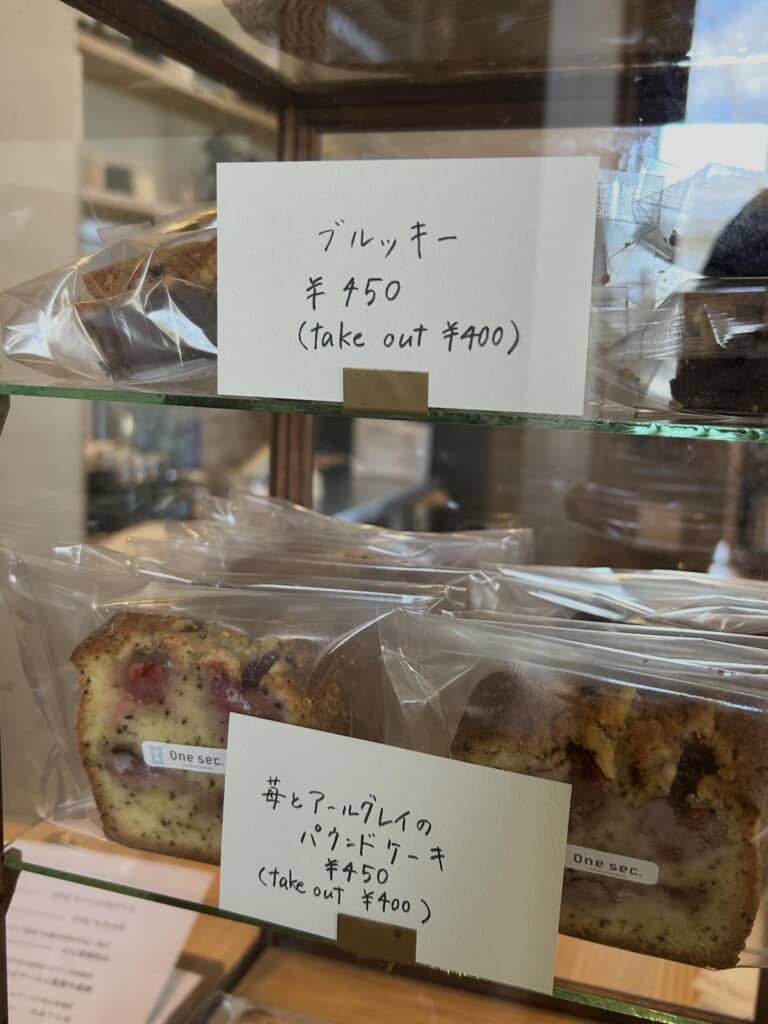 ブルッキー
¥450
(take out ¥400)
One sec.
苺とアールグレイの
パウンドケーキ
¥450
(take out ¥400)
One sec.